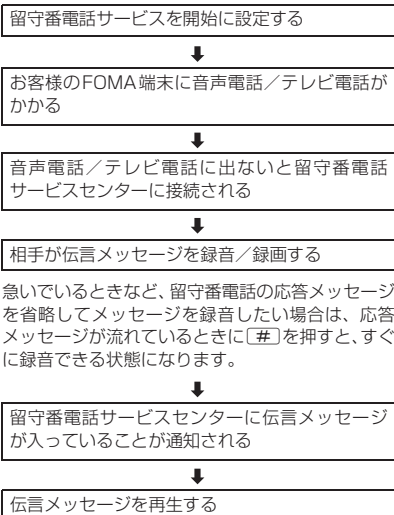 留守番電話サービスを開始に設定する
⬇
お客様のFOMA端末に音声電話／テレビ電話が
かかる
⬇
音声電話／テレビ電話に出ないと留守番電話
サービスセンターに接続される
⬇
相手が伝言メッセージを録音／録画する
急いでいるときなど、留守番電話の応答メッセージ
を省略してメッセージを録音したい場合は、応答
メッセージが流れているときに#を押すと、すぐ
に録音できる状態になります。
⬇
留守番電話サービスセンターに伝言メッセージ
が入っていることが通知される
⬇
伝言メッセージを再生する